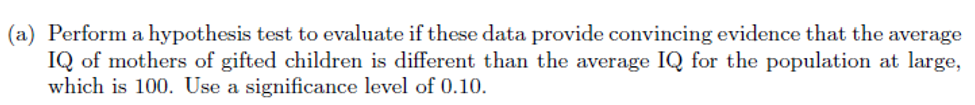 (a) Perform a hypothesis test to evaluate if these data provide convincing evidence that the average
IQ of mothers of gifted children is different than the average IQ for the population at large,
which is 100. Use a significance level of 0.10.